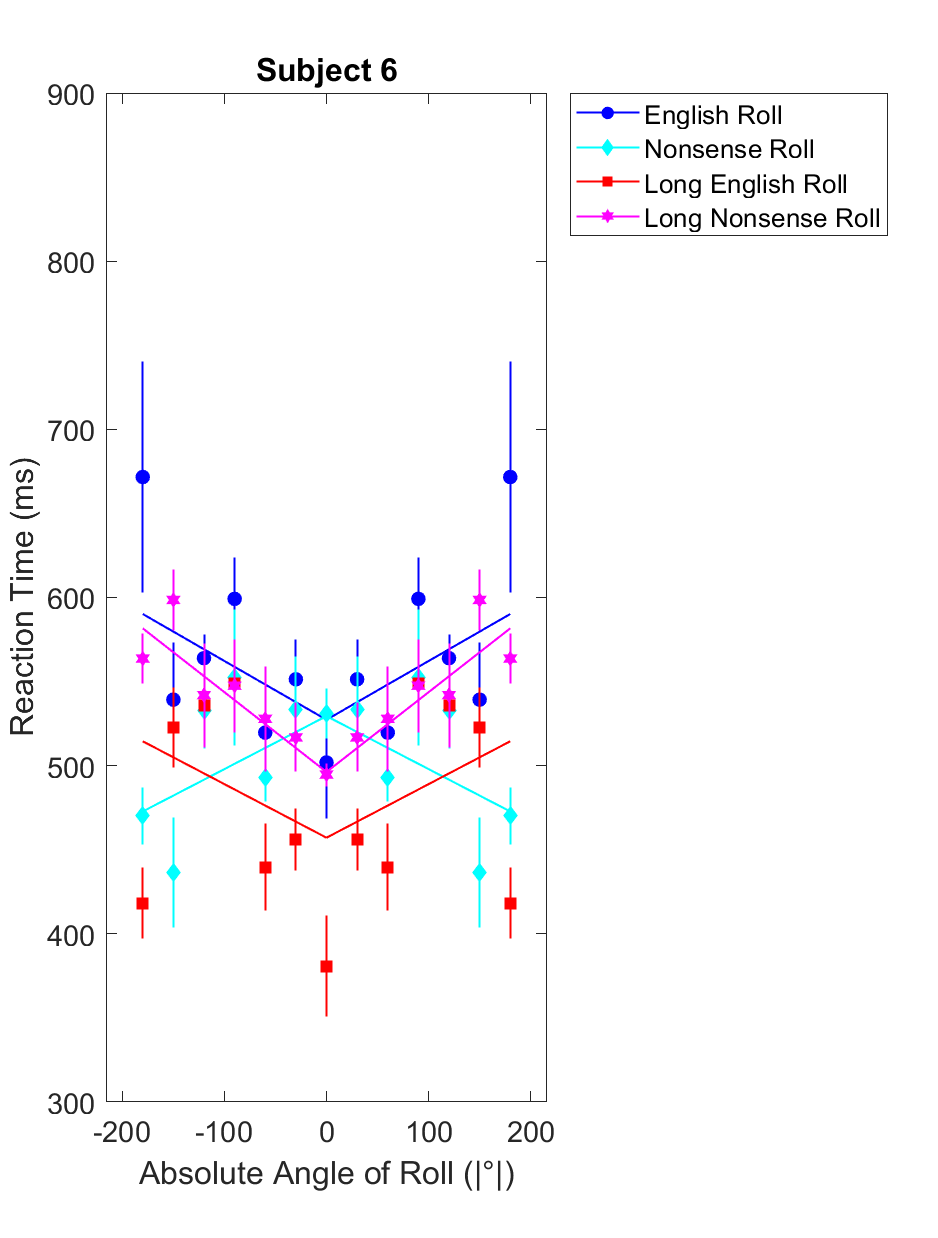 Subject 6
900
800
700
600
500
400
300
Reaction Time (ms)
-200 -100 0 100 200
Absolute Angle of Roll (|°|)
English Roll
Nonsense Roll
Long English Roll
Long Nonsense Roll